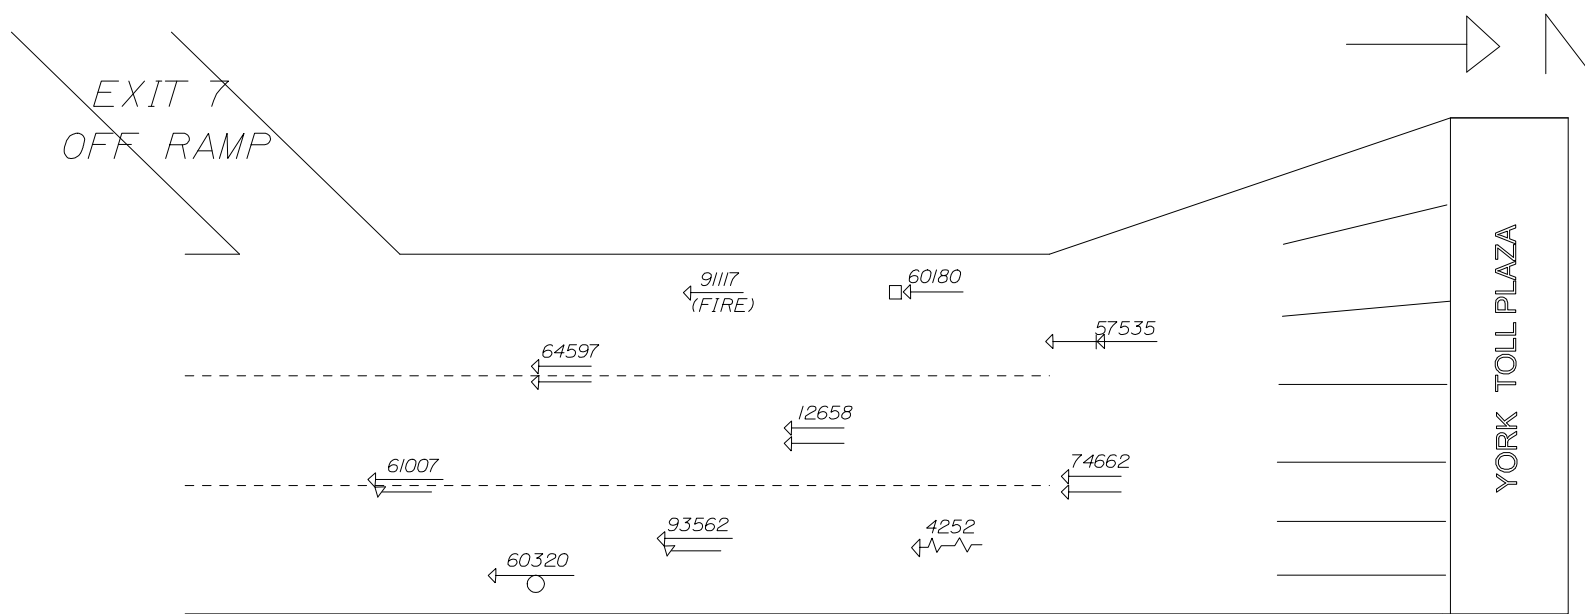 EXIT 7
OFF RAMP
N
91117
(FIRE)
60180
57535
64597
12658
61007
74662
93562
4252
60320
YORK TOLL PLAZA